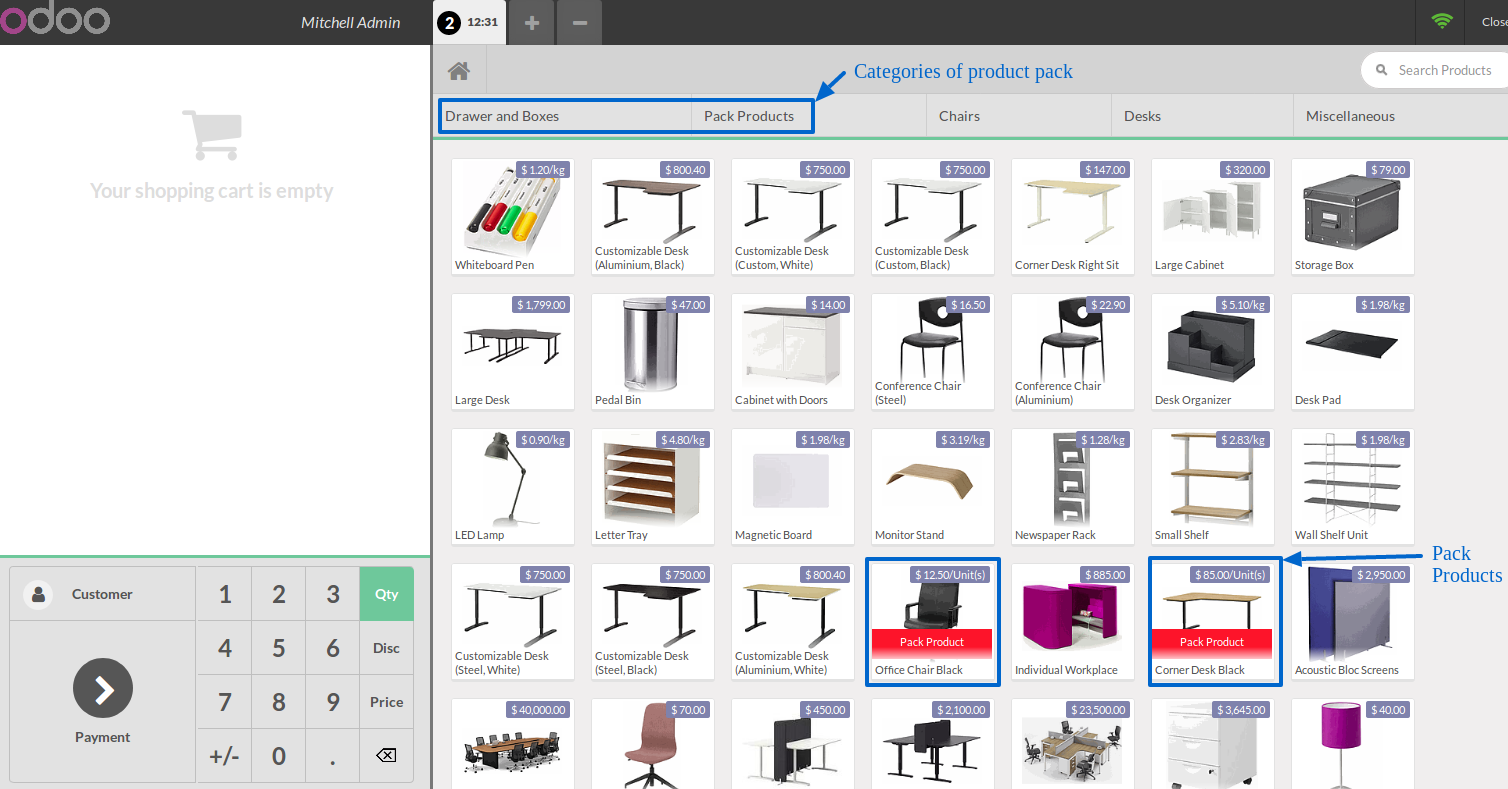 odoo
Mitchell Admin
2 12:31
+
−
Close
Categories of product pack
Search Products
Drawer and Boxes
Pack Products
Chairs
Desks
Miscellaneous
Your shopping cart is empty
$ 1.20/kg
Whiteboard Pen
$ 800.40
Customizable Desk
(Aluminium, Black)
$ 750.00
Customizable Desk
(Custom, White)
$ 750.00
Customizable Desk
(Custom, Black)
$ 147.00
Corner Desk Right Sit
$ 320.00
Large Cabinet
$ 79.00
Storage Box
$ 1,799.00
Large Desk
$ 47.00
Pedal Bin
$ 14.00
Cabinet with Doors
$ 16.50
Conference Chair
(Steel)
$ 22.90
Conference Chair
(Aluminium)
$ 5.10/kg
Desk Organizer
$ 1.98/kg
Desk Pad
$ 0.90/kg
LED Lamp
$ 4.80/kg
Letter Tray
$ 1.98/kg
Magnetic Board
$ 3.19/kg
Monitor Stand
$ 1.28/kg
Newspaper Rack
$ 2.83/kg
Small Shelf
$ 1.98/kg
Wall Shelf Unit
Pack
Products
$ 750.00
Customizable Desk
(Steel, White)
$ 750.00
Customizable Desk
(Steel, Black)
$ 800.40
Customizable Desk
(Aluminium, White)
$ 12.50/Unit(s)
Pack Product
Office Chair Black
$ 885.00
Individual Workplace
$ 85.00/Unit(s)
Pack Product
Corner Desk Black
$ 2,950.00
Acoustic Bloc Screens
$ 40,000.00
$ 70.00
$ 450.00
$ 2,100.00
$ 23,500.00
$ 3,645.00
$ 40.00
Customer
Payment
1 2 3 Qty
4 5 6 Disc
7 8 9 Price
+/- 0 .